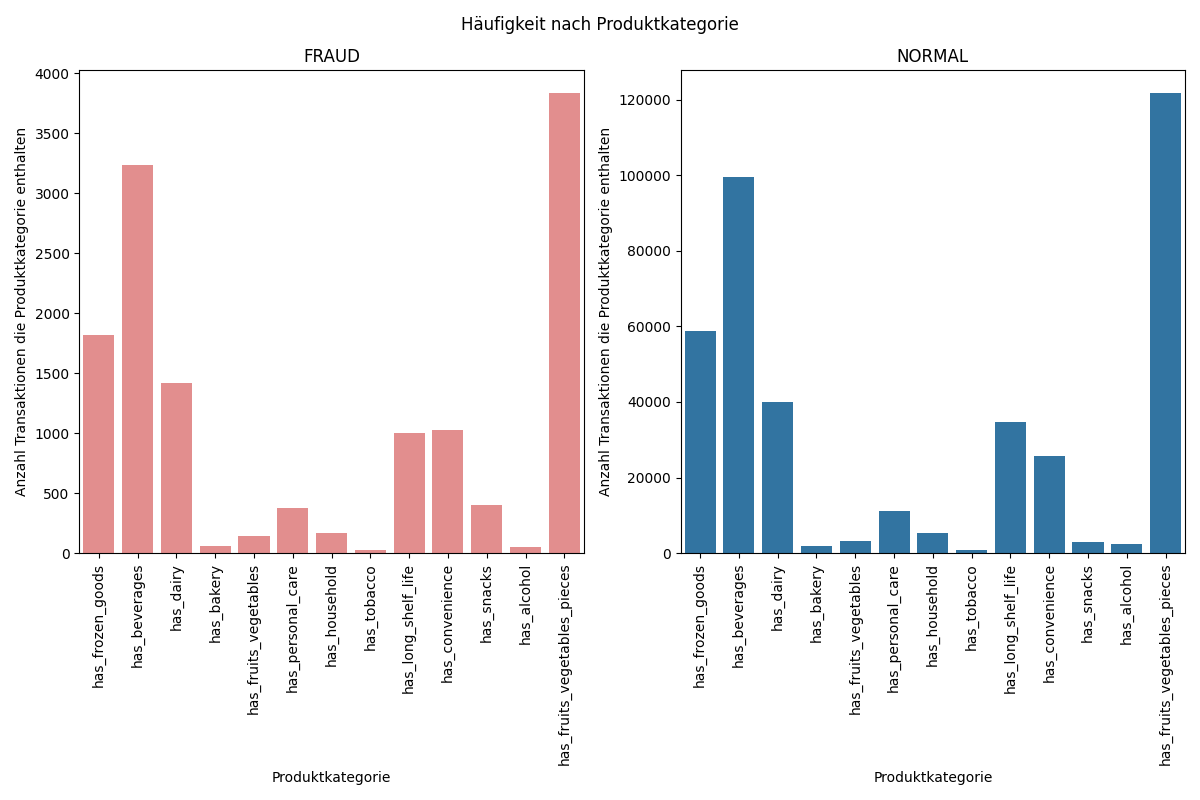 Häufigkeit nach Produktkategorie
FRAUD
Anzahl Transaktionen die Produktkategorie enthalten
4000
3500
3000
2500
2000
1500
1000
500
0
has_frozen_goods
has_beverages
has_dairy
has_bakery
has_fruits_vegetables
has_personal_care
has_household
has_tobacco
has_long_shelf_life
has_convenience
has_snacks
has_alcohol
has_fruits_vegetables_pieces
Produktkategorie
NORMAL
Anzahl Transaktionen die Produktkategorie enthalten
120000
100000
80000
60000
40000
20000
0
has_frozen_goods
has_beverages
has_dairy
has_bakery
has_fruits_vegetables
has_personal_care
has_household
has_tobacco
has_long_shelf_life
has_convenience
has_snacks
has_alcohol
has_fruits_vegetables_pieces
Produktkategorie